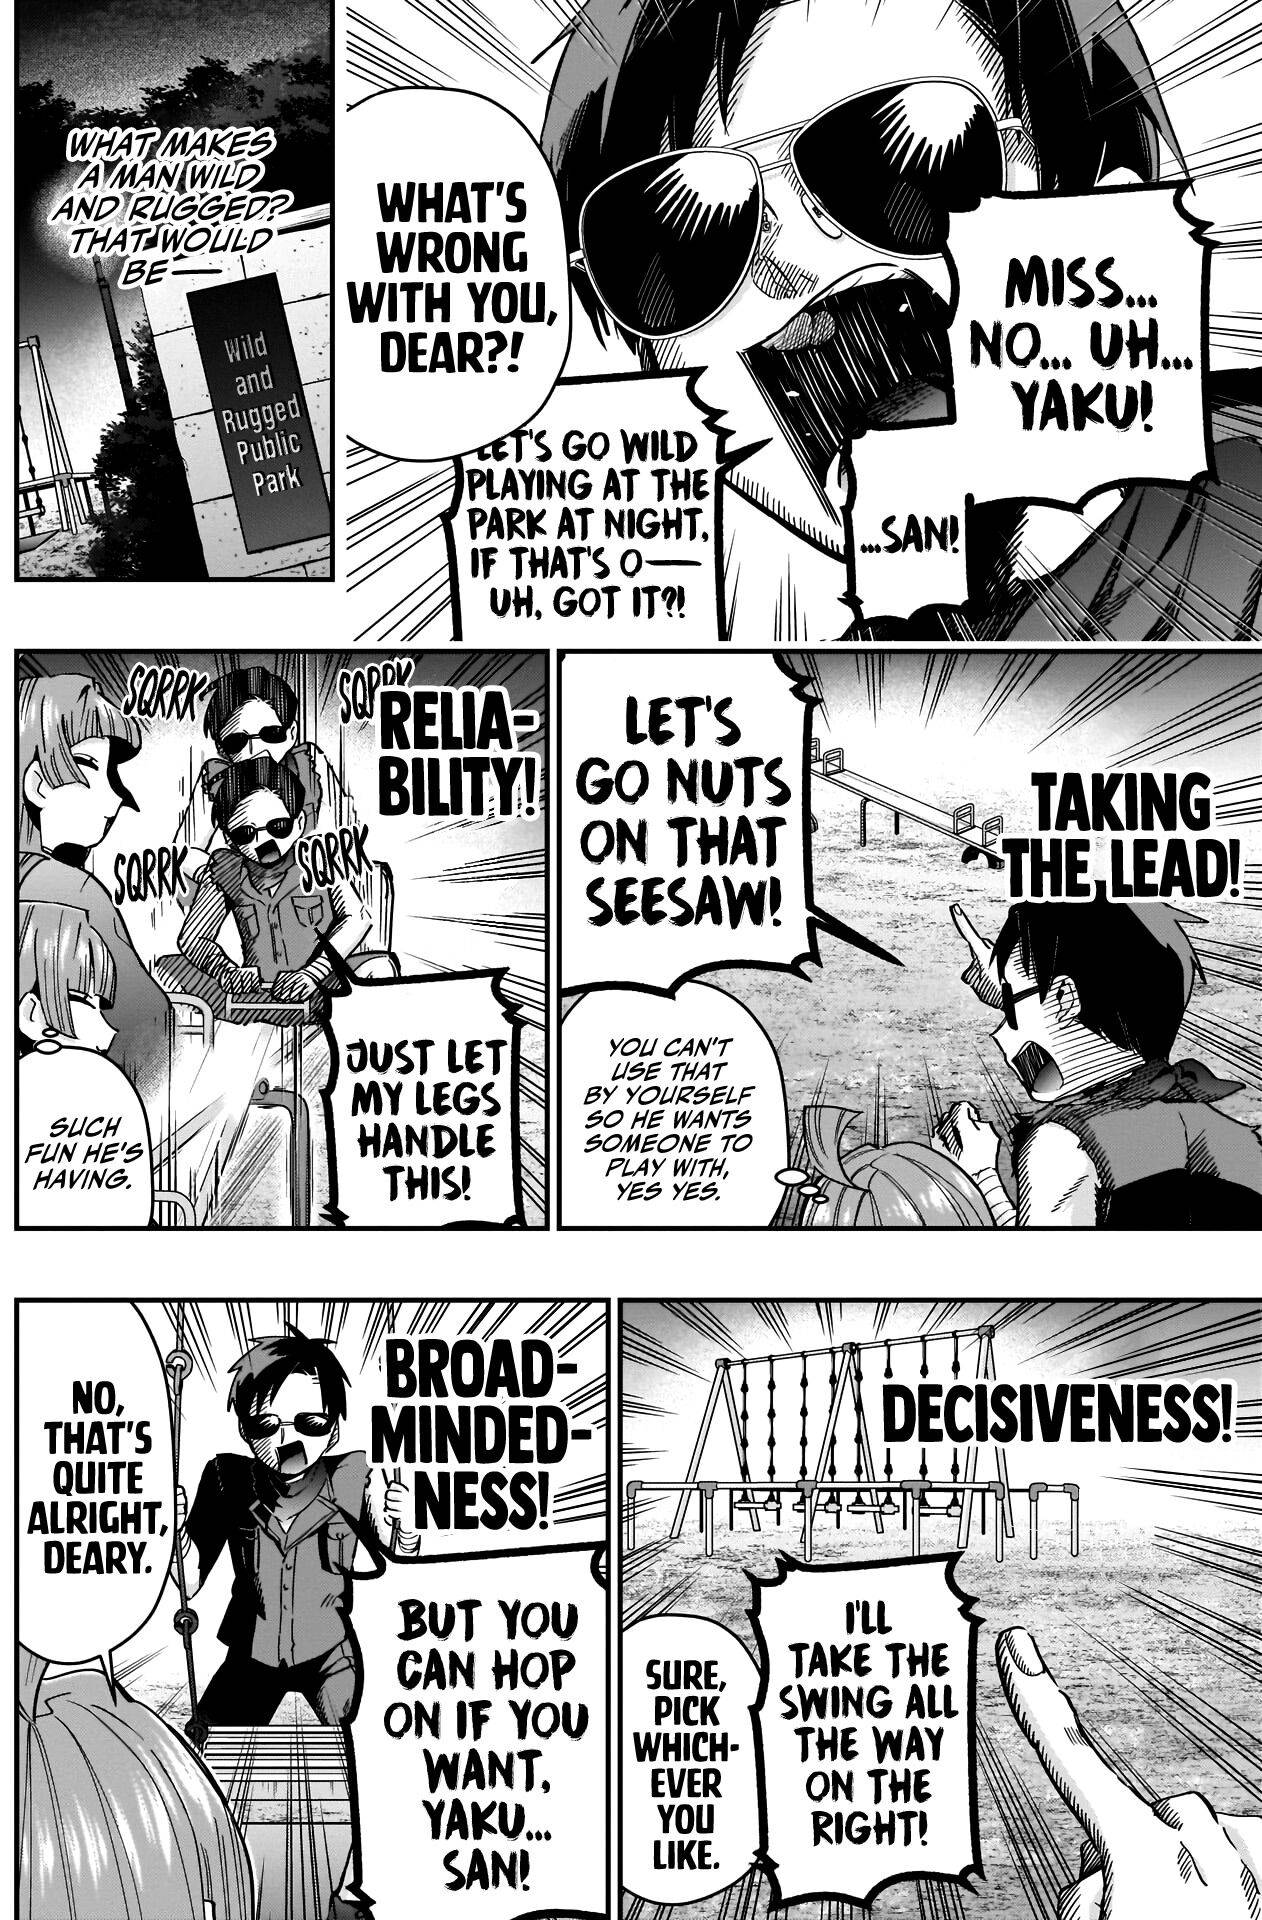 MISS...
NO... UH...
YAKU!
...SAN!
WHAT'S
WRONG
WITH YOU,
DEAR?!
LET'S GO WILD
PLAYING AT THE
PARK AT NIGHT,
IF THAT'S O—
UH, GOT IT?!
WHAT MAKES
A MAN WILD
AND RUGGED?
THAT WOULD
BE—
Wild
and
Rugged
Public
Park
TAKING
THE LEAD!
LET'S
GO NUTS
ON THAT
SEESAW!
YOU CAN'T
USE THAT
BY YOURSELF
SO HE WANTS
SOMEONE TO
PLAY WITH,
YES YES.
RELIA-
BILITY!
SQRRK
SQRRK
SQRRK
SQRRK
JUST LET
MY LEGS
HANDLE
THIS!
SUCH
FUN HE'S
HAVING.
DECISIVENESS!
I'LL
TAKE THE
SWING ALL
THE WAY
ON THE
RIGHT!
SURE,
PICK
WHICH-
EVER
YOU
LIKE.
BROAD-
MINDED-
NESS!
BUT YOU
CAN HOP
ON IF YOU
WANT,
YAKU...
SAN!
NO,
THAT'S
QUITE
ALRIGHT,
DEARY.